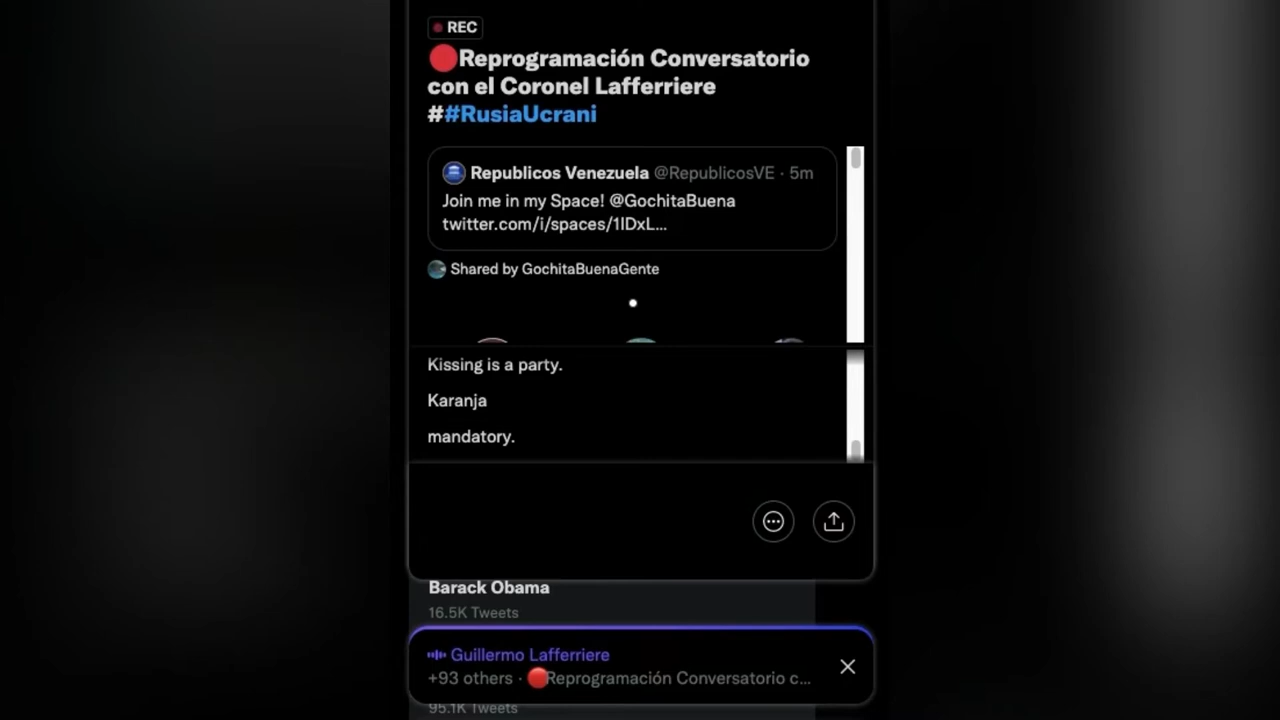 REC
🔴Reprogramación Conversatorio
con el Coronel Lafferriere
##RusiaUcrani
Republicos Venezuela @RepublicosVE · 5m
Join me in my Space! @GochitaBuena
twitter.com/i/spaces/1lDxL...
Shared by GochitaBuenaGente
Kissing is a party.
Karanja
mandatory.
Barack Obama
16.5K Tweets
Guillermo Lafferriere
+93 others · 🔴Reprogramación Conversatorio c...
95.1K Tweets